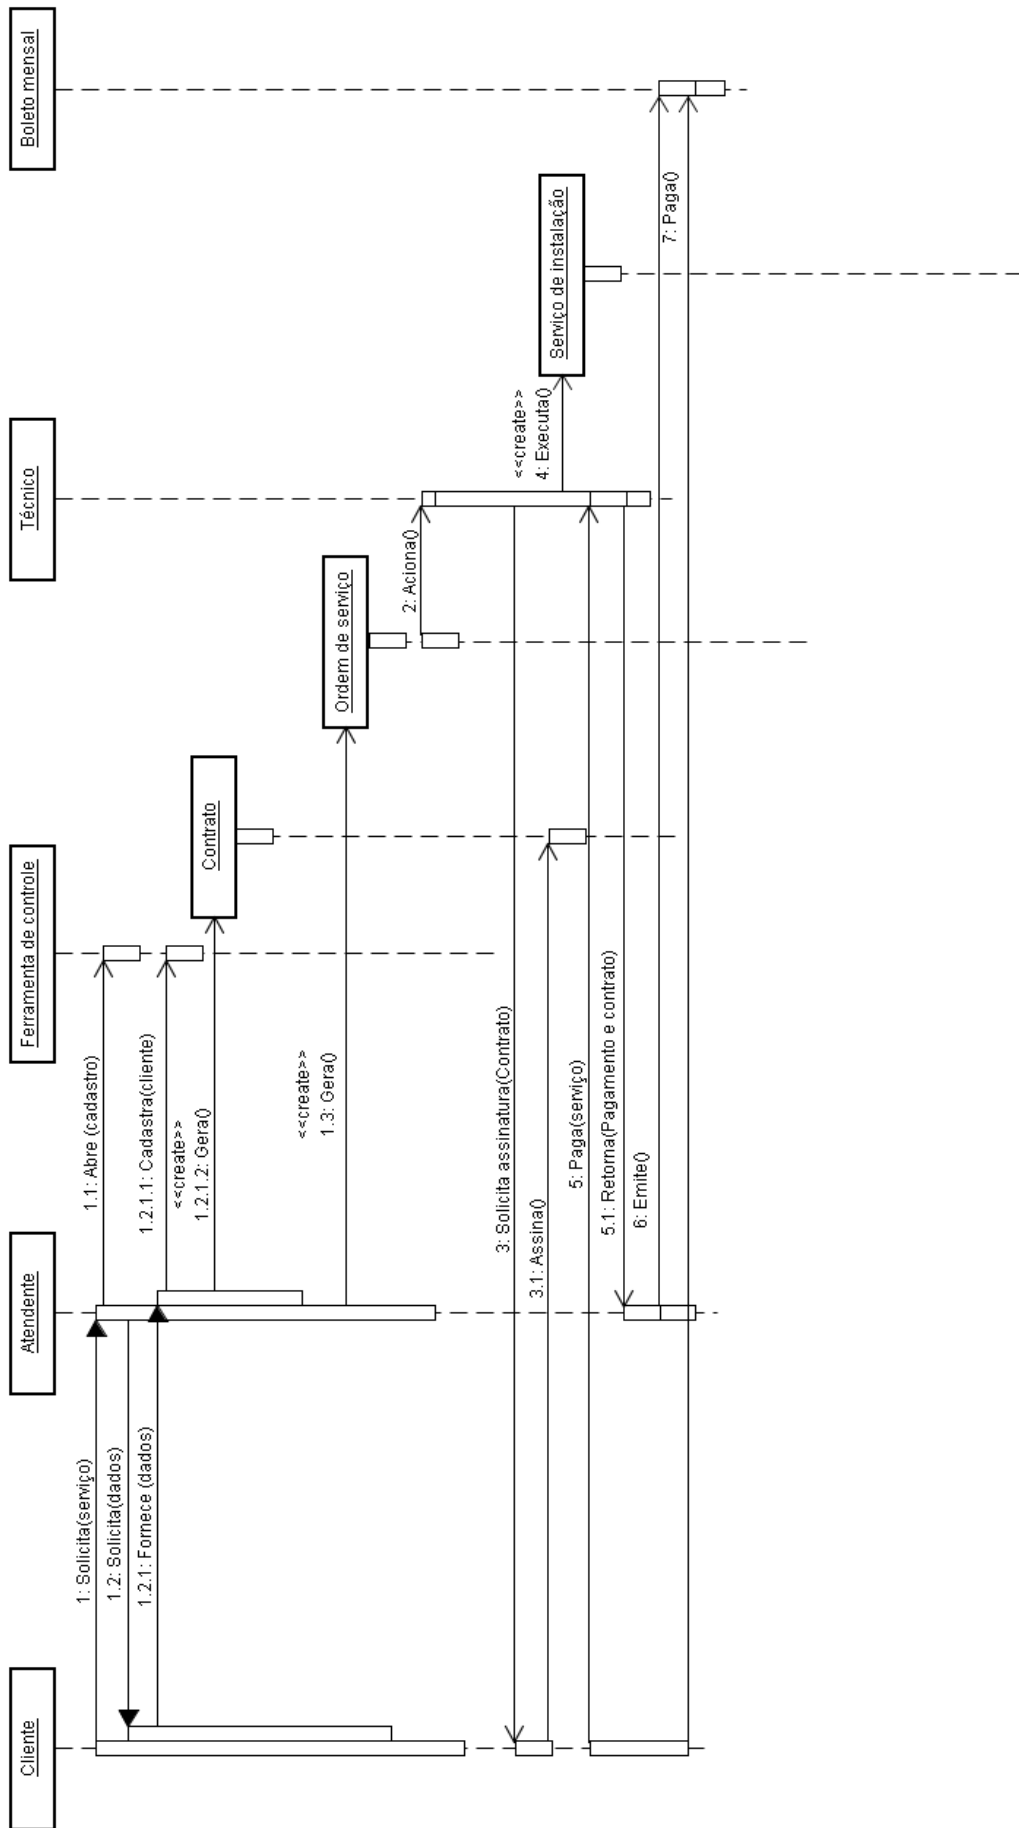 Cliente
Atendente
Ferramenta de controle
Técnico
Boleto mensal
1: Solicita(serviço)
1.1: Abre (cadastro)
1.2: Solicita(dados)
1.2.1: Fornece (dados)
1.2.1.1: Cadastra(cliente)
<<create>>
1.2.1.2: Gera()
Contrato
<<create>>
1.3: Gera()
Ordem de serviço
2: Aciona()
3: Solicita assinatura(Contrato)
3.1: Assina()
<<create>>
4: Executa()
Serviço de instalação
5: Paga(serviço)
5.1: Retorna(Pagamento e contrato)
6: Emite()
7: Paga()